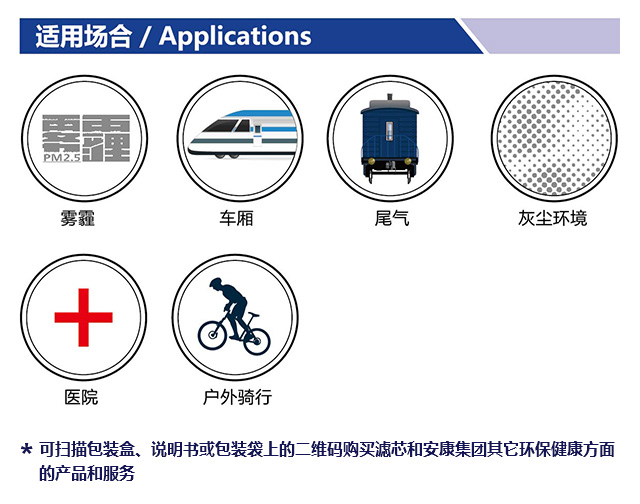 适用场合 / Applications
雾霾
PM2.5
雾霾
车厢
尾气
灰尘环境
医院
户外骑行
* 可扫描包装盒、说明书或包装袋上的二维码购买滤芯和安康集团其它环保健康方面
的产品和服务